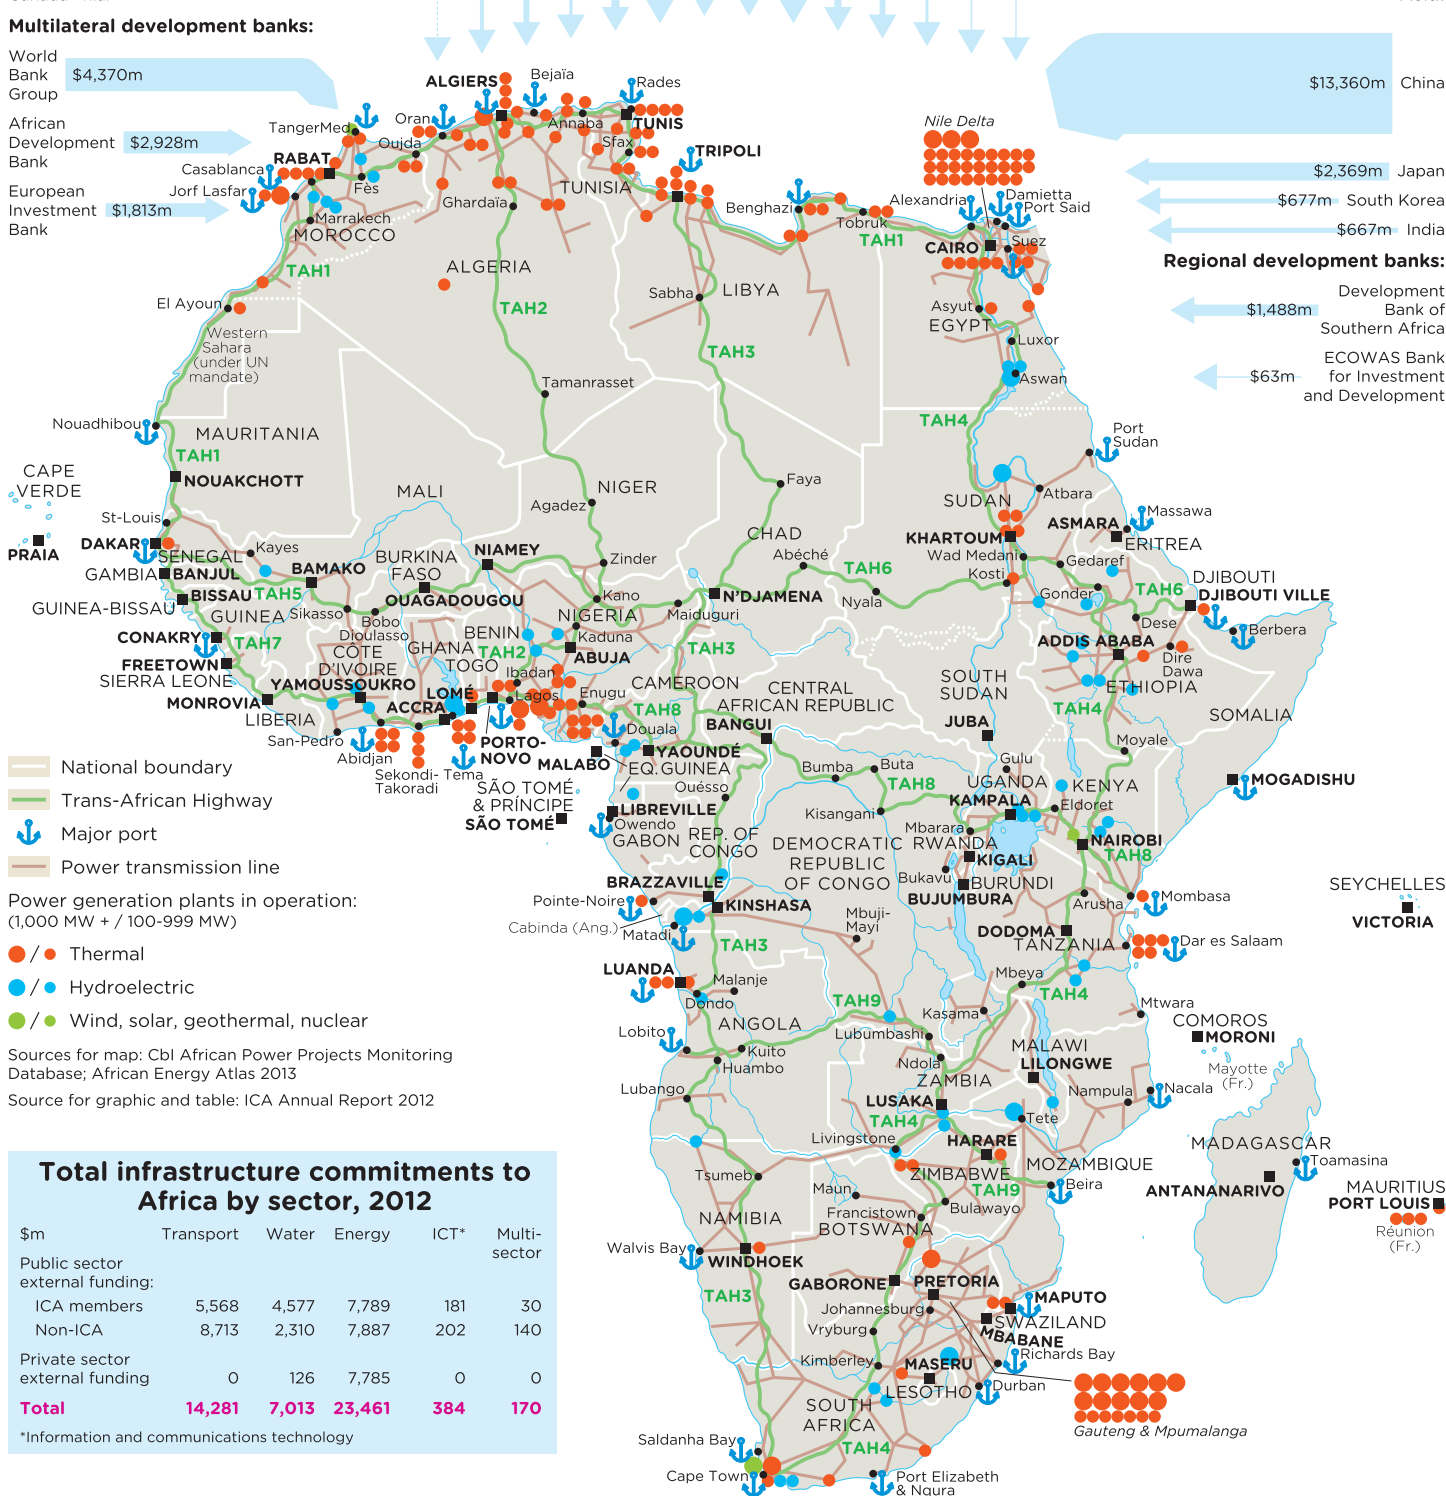 Multilateral development banks:
World
Bank
Group
$4,370m
African
Development
Bank
$2,928m
European
Investment
Bank
$1,813m
$13,360m China
$2,369m Japan
$677m South Korea
$667m India
Regional development banks:
Development
Bank of
Southern Africa
$1,488m
ECOWAS Bank
for Investment
and Development
$63m
ALGIERS
Bejaïa
Rades
Oran
Annaba
TUNIS
TangerMed
Oujda
Sfax
Nile Delta
TRIPOLI
RABAT
Casablanca
Fès
Jorf Lasfar
Ghardaïa
TUNISIA
Marrakech
MOROCCO
Benghazi
Tobruk
TAH1
Alexandria
Damietta
Port Said
CAIRO
Suez
TAH1
ALGERIA
El Ayoun
TAH2
Sabha
LIBYA
Asyut
EGYPT
Western
Sahara
(under UN
mandate)
TAH3
Luxor
Aswan
Tamanrasset
Nouadhibou
MAURITANIA
TAH4
Port
Sudan
TAH1
CAPE
VERDE
NOUAKCHOTT
MALI
NIGER
Faya
Agadez
SUDAN
Atbara
St-Louis
Massawa
PRAIA
DAKAR
SENEGAL
Kayes
BURKINA
FASO
NIAMEY
CHAD
Abéché
KHARTOUM
ASMARA
ERITREA
GAMBIA
BANJUL
BAMAKO
Zinder
TAH6
Wad Medani
Gedaref
BISSAU
TAH5
OUAGADOUGOU
Kano
N'DJAMENA
Kosti
DJIBOUTI
TAH6
DJIBOUTI VILLE
GUINEA-BISSAU
GUINEA
Sikasso
Bobo
Dioulasso
NIGERIA
Maiduguri
Nyala
Gonder
Dese
CONAKRY
TAH7
BENIN
Kaduna
TAH3
Berbera
FREETOWN
CÔTE
D'IVOIRE
GHANA
TAH2
TOGO
ABUJA
ADDIS ABABA
Dire
Dawa
SIERRA LEONE
YAMOUSSOUKRO
LOMÉ
Ibadan
Lagos
Enugu
CAMEROON
CENTRAL
AFRICAN REPUBLIC
SOUTH
SUDAN
ETHIOPIA
MONROVIA
LIBERIA
ACCRA
TAH8
BANGUI
TAH4
SOMALIA
San-Pedro
Abidjan
Sekondi-
Takoradi
Tema
PORTO-
NOVO
MALABO
Douala
YAOUNDÉ
JUBA
Moyale
National boundary
EQ. GUINEA
Bumba
Buta
Gulu
MOGADISHU
Trans-African Highway
SÃO TOMÉ
& PRÍNCIPE
SÃO TOMÉ
Ouésso
TAH8
UGANDA
KENYA
Major port
LIBREVILLE
Owendo
GABON
REP. OF
CONGO
Kisangani
KAMPALA
Eldoret
Power transmission line
DEMOCRATIC
REPUBLIC
OF CONGO
Mbarara
RWANDA
KIGALI
NAIROBI
TAH8
Power generation plants in operation:
(1,000 MW + / 100-999 MW)
Thermal
Hydroelectric
Wind, solar, geothermal, nuclear
BRAZZAVILLE
Bukavu
BURUNDI
BUJUMBURA
SEYCHELLES
VICTORIA
Pointe-Noire
KINSHASA
Mbuji-
Mayi
Arusha
Mombasa
Cabinda (Ang.)
Matadi
TAH3
DODOMA
TANZANIA
Dar es Salaam
LUANDA
Malanje
Dondo
TAH9
Mbeya
TAH4
Mtwara
Lobito
ANGOLA
Lubumbashi
Kasama
COMOROS
MORONI
Kuito
Huambo
Ndola
MALAWI
LILONGWE
Mayotte
(Fr.)
Lubango
ZAMBIA
Nampula
Nacala
LUSAKA
TAH4
Tete
Livingstone
HARARE
MADAGASCAR
Toamasina
Tsumeb
Maun
ZIMBABWE
TAH9
MOZAMBIQUE
Beira
ANTANANARIVO
MAURITIUS
PORT LOUIS
Réunion
(Fr.)
NAMIBIA
Francistown
BOTSWANA
Bulawayo
Walvis Bay
WINDHOEK
GABORONE
PRETORIA
TAH3
Johannesburg
MAPUTO
SWAZILAND
MBABANE
Vryburg
Richards Bay
Kimberley
MASERU
LESOTHO
Durban
SOUTH
AFRICA
Gauteng & Mpumalanga
Saldanha Bay
TAH4
Cape Town
Port Elizabeth
& Ngura
Sources for map: CbI African Power Projects Monitoring
Database; African Energy Atlas 2013
Source for graphic and table: ICA Annual Report 2012
Total infrastructure commitments to
Africa by sector, 2012
$m Transport Water Energy ICT* Multi-
sector
Public sector
external funding:
ICA members 5,568 4,577 7,789 181 30
Non-ICA 8,713 2,310 7,887 202 140
Private sector
external funding 0 126 7,785 0 0
Total 14,281 7,013 23,461 384 170
*Information and communications technology